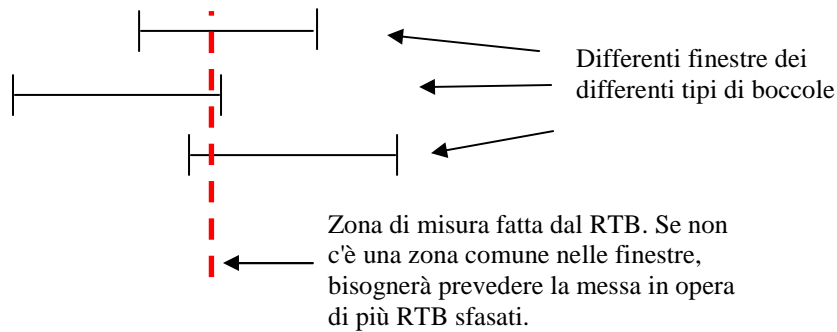 Differenti finestre dei
differenti tipi di boccole
Zona di misura fatta dal RTB. Se non
c'è una zona comune nelle finestre,
bisognerà prevedere la messa in opera
di più RTB sfasati.